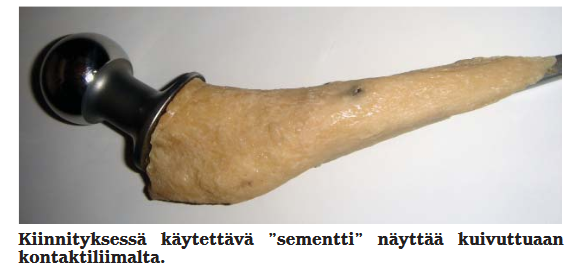 Kiinnityksessä käytettävä ”sementti” näyttää kuivuttuaan
kontaktiliimalta.